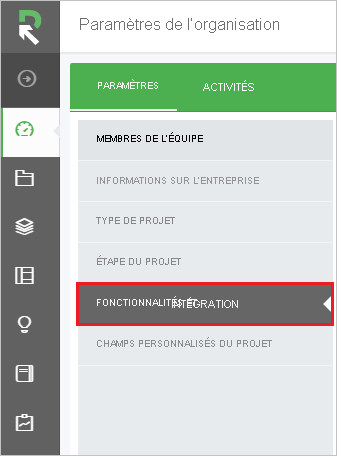 Paramètres de l'organisation
PARAMÈTRES ACTIVITÉS
MEMBRES DE L'ÉQUIPE
INFORMATIONS SUR L'ENTREPRISE
TYPE DE PROJET
ÉTAPE DU PROJET
FONCTIONNALITÉS ET INTÉGRATION
CHAMPS PERSONNALISÉS DU PROJET